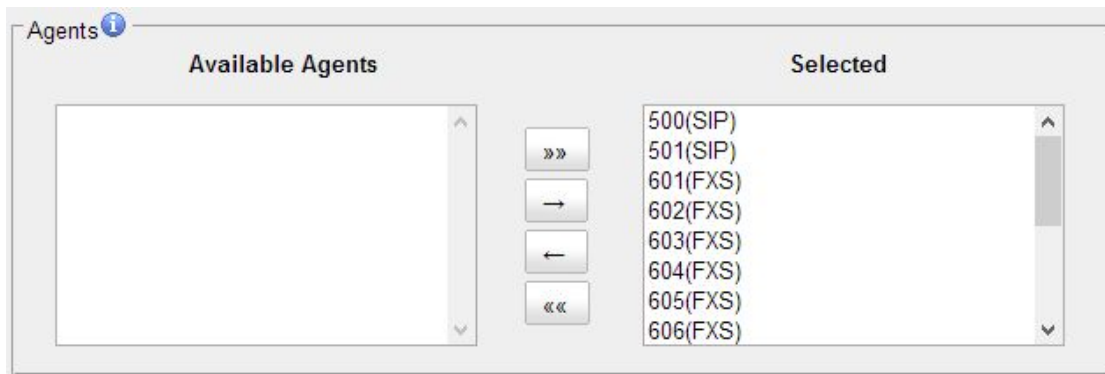 Agents
Available Agents
Selected
»»
→
←
««
500(SIP)
501(SIP)
601(FXS)
602(FXS)
603(FXS)
604(FXS)
605(FXS)
606(FXS)